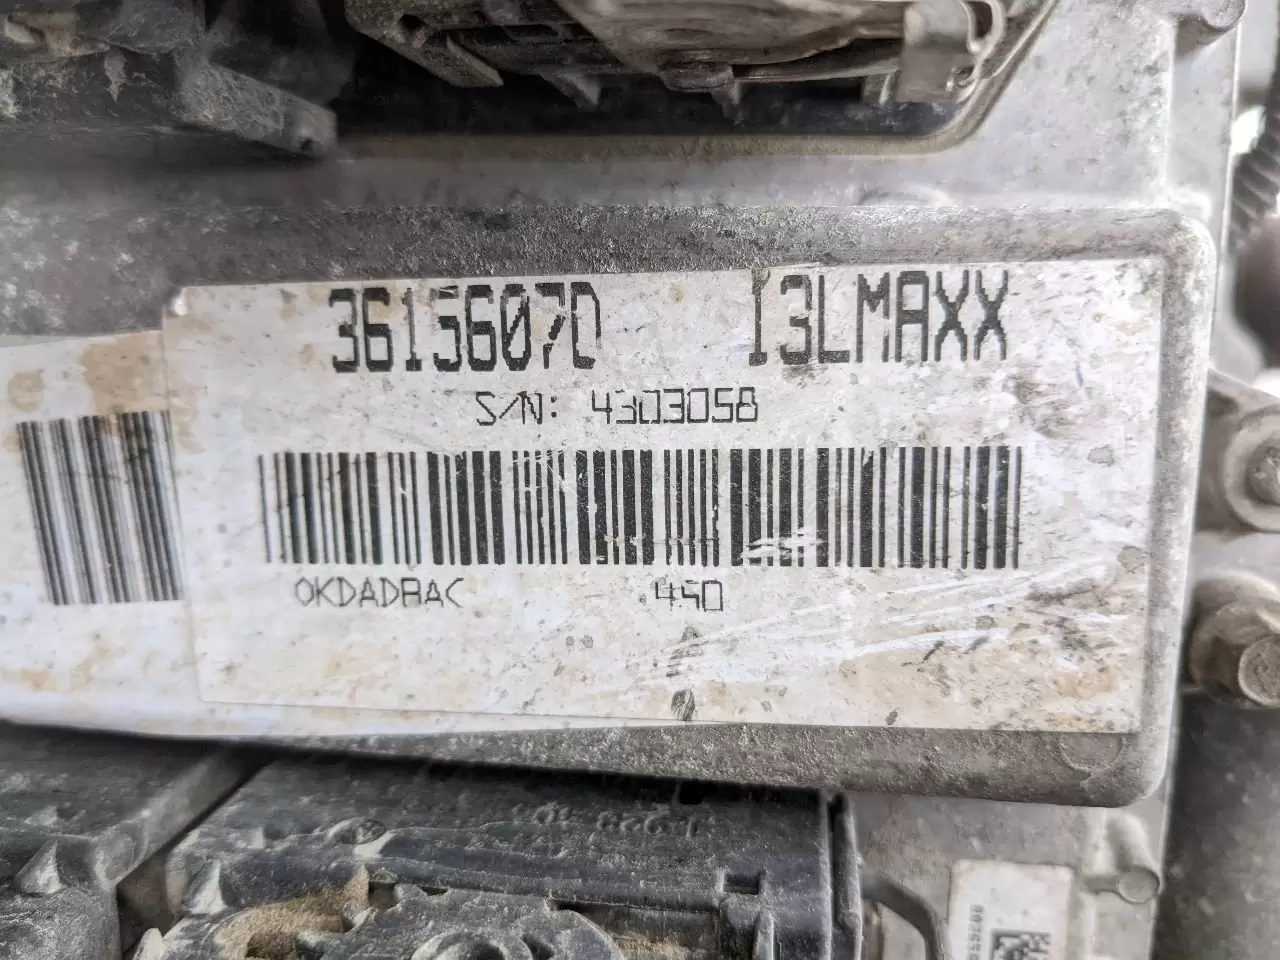 3615607D I3LMAXX
S/N: 4303058
OKDADRAC 450